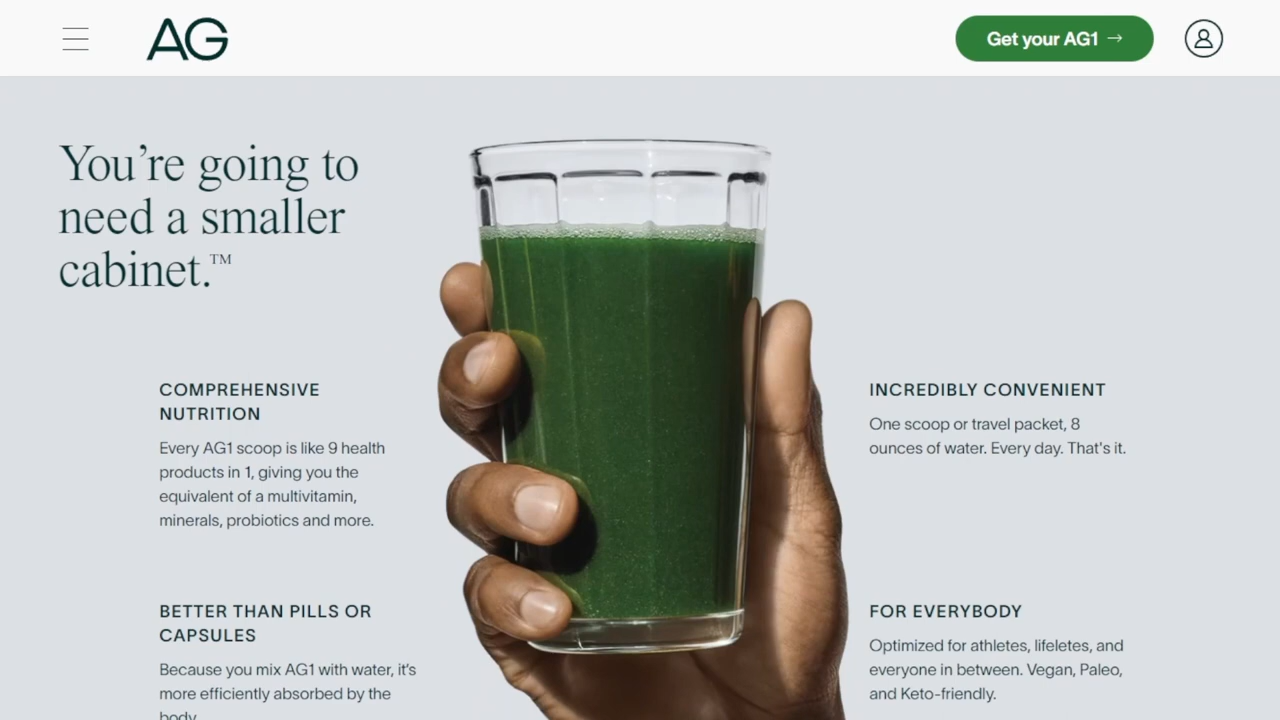 AG
Get your AG1 →
You’re going to
need a smaller
cabinet.™
COMPREHENSIVE
NUTRITION
Every AG1 scoop is like 9 health
products in 1, giving you the
equivalent of a multivitamin,
minerals, probiotics and more.
BETTER THAN PILLS OR
CAPSULES
Because you mix AG1 with water, it's
more efficiently absorbed by the
body.
INCREDIBLY CONVENIENT
One scoop or travel packet, 8
ounces of water. Every day. That's it.
FOR EVERYBODY
Optimized for athletes, lifeletes, and
everyone in between. Vegan, Paleo,
and Keto-friendly.